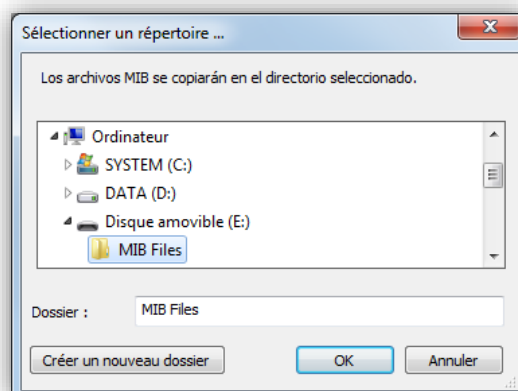 Sélectionner un répertoire ...
Los archivos MIB se copiarán en el directorio seleccionado.
Ordinateur
SYSTEM (C:)
DATA (D:)
Disque amovible (E:)
MIB Files
Dossier : MIB Files
Créer un nouveau dossier OK Annuler